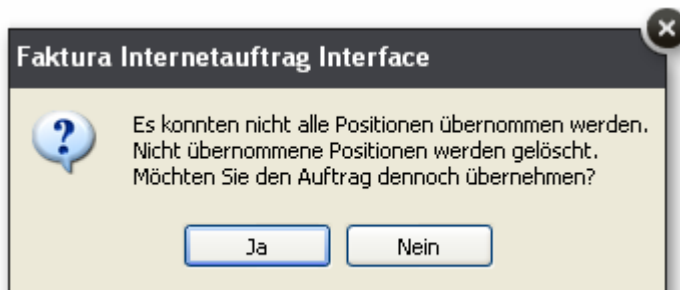 Faktura Internetauftrag Interface
Es konnten nicht alle Positionen übernommen werden.
Nicht übernommene Positionen werden gelöscht.
Möchten Sie den Auftrag dennoch übernehmen?
Ja
Nein